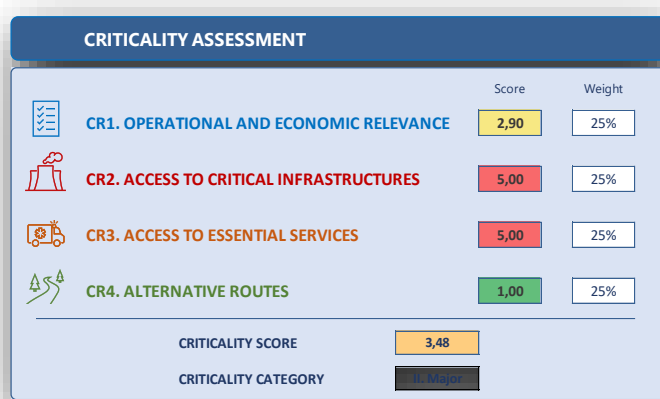 CRITICALITY ASSESSMENT
Score Weight
CR1. OPERATIONAL AND ECONOMIC RELEVANCE 2,90 25%
CR2. ACCESS TO CRITICAL INFRASTRUCTURES 5,00 25%
CR3. ACCESS TO ESSENTIAL SERVICES 5,00 25%
CR4. ALTERNATIVE ROUTES 1,00 25%
CRITICALITY SCORE 3,48
CRITICALITY CATEGORY II. Major